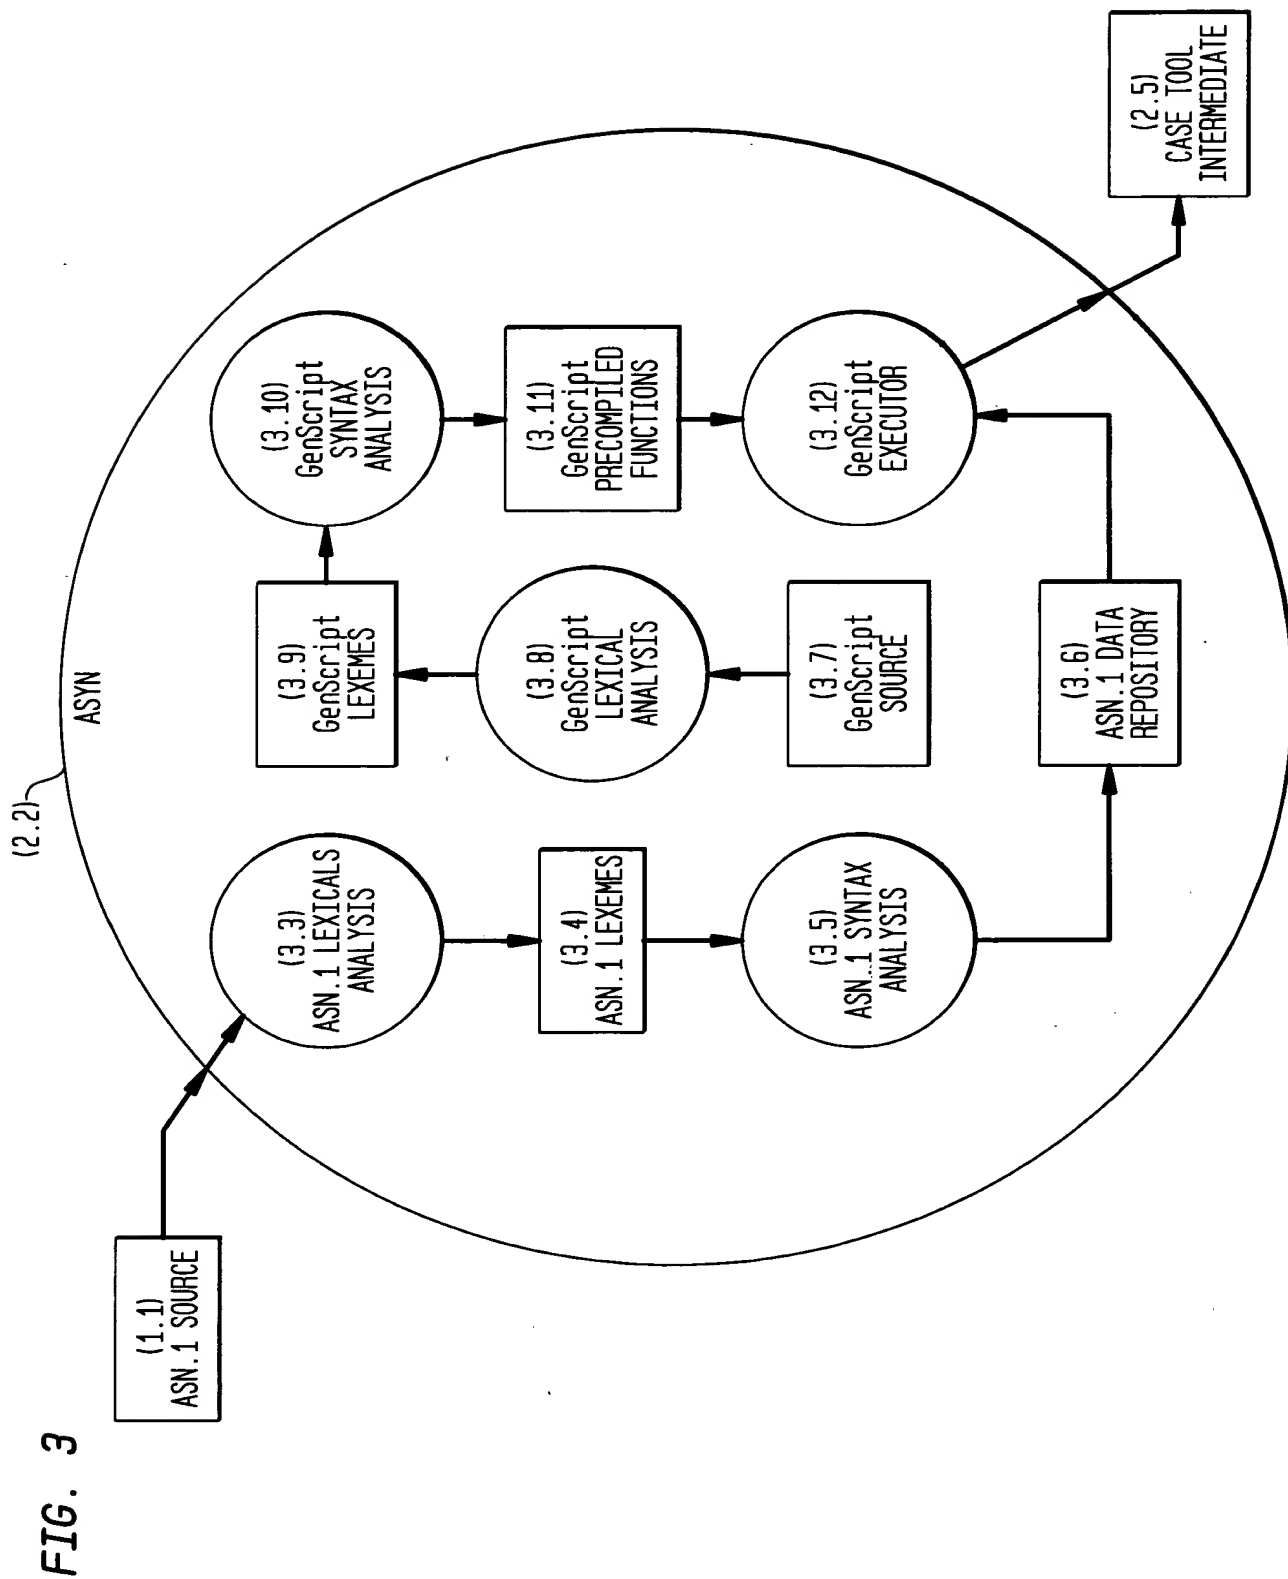 FIG. 3
(2.2)
ASYN
(1.1)
ASN.1 SOURCE
(3.3)
ASN.1 LEXICALS
ANALYSIS
(3.4)
ASN.1 LEXEMES
(3.5)
ASN.1 SYNTAX
ANALYSIS
(3.6)
ASN.1 DATA
REPOSITORY
(3.7)
GenScript
SOURCE
(3.8)
GenScript
LEXICAL
ANALYSIS
(3.9)
GenScript
LEXEMES
(3.10)
GenScript
SYNTAX
ANALYSIS
(3.11)
GenScript
PRECOMPILED
FUNCTIONS
(3.12)
GenScript
EXECUTOR
(2.5)
CASE TOOL
INTERMEDIATE